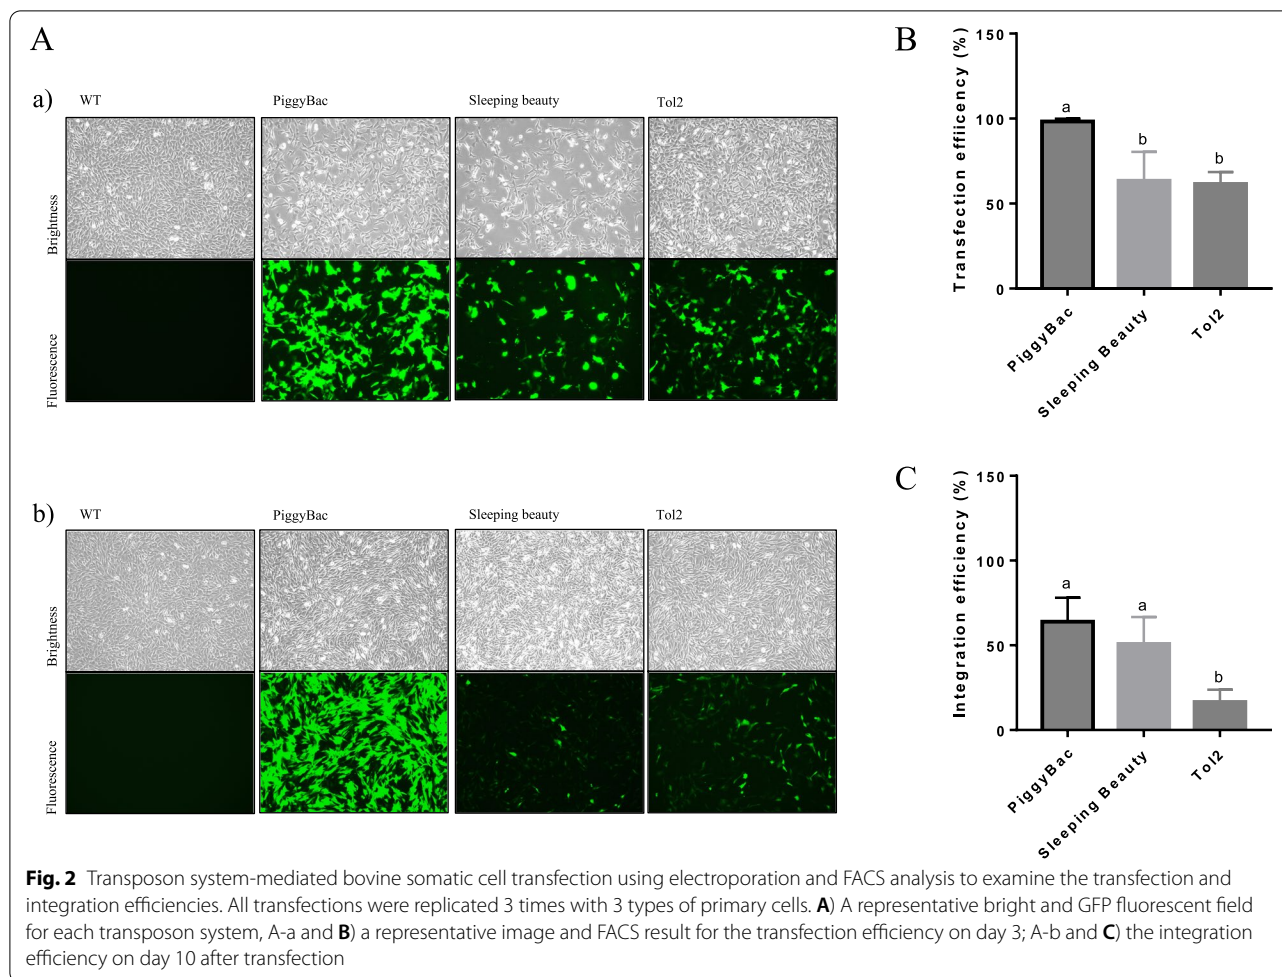 A
a)
WT
PiggyBac
Sleeping beauty
Tol2
Brightness
Fluorescence
b)
WT
PiggyBac
Sleeping beauty
Tol2
Brightness
Fluorescence
B
Transfection effiicency (%)
150
100
50
0
a
b
b
PiggyBac
Sleeping Beauty
Tol2
C
Integration efficiency (%)
150
100
50
0
a
a
b
PiggyBac
Sleeping Beauty
Tol2
Fig. 2 Transposon system-mediated bovine somatic cell transfection using electroporation and FACS analysis to examine the transfection and
integration efficiencies. All transfections were replicated 3 times with 3 types of primary cells. A) A representative bright and GFP fluorescent field
for each transposon system, A-a and B) a representative image and FACS result for the transfection efficiency on day 3; A-b and C) the integration
efficiency on day 10 after transfection